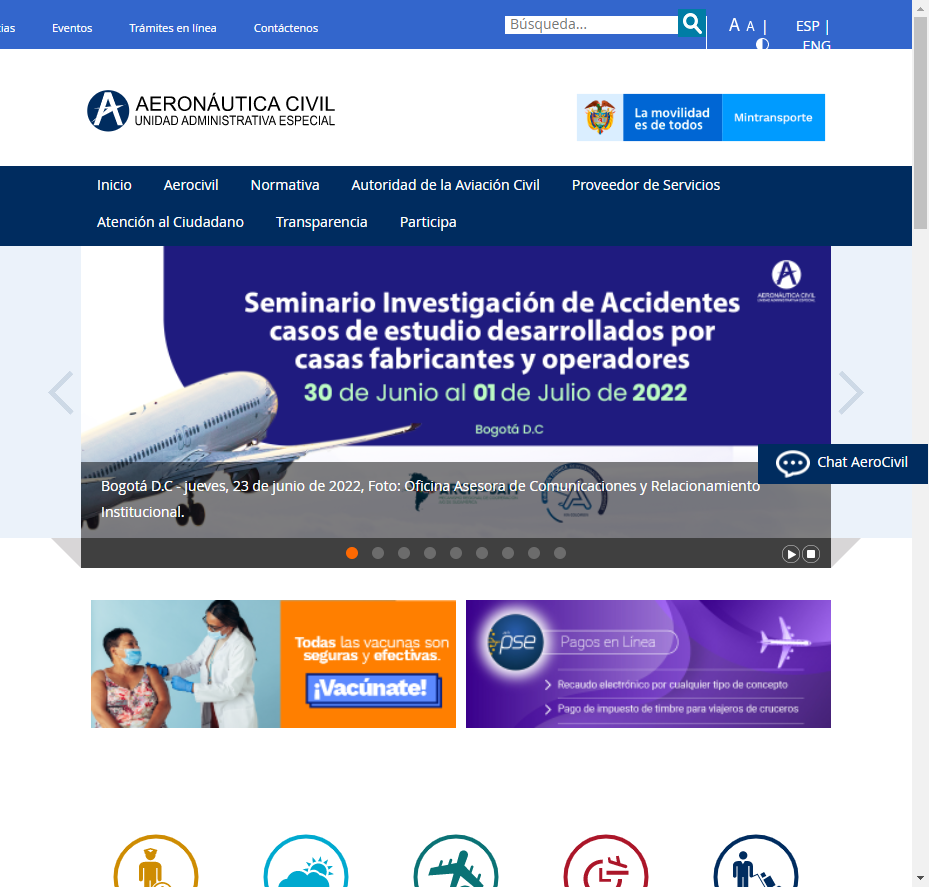 ias
Eventos
Trámites en línea
Contáctenos
Búsqueda...
A A |
ESP |
ENG
AERONÁUTICA CIVIL
UNIDAD ADMINISTRATIVA ESPECIAL
La movilidad
es de todos
Mintransporte
Inicio
Aerocivil
Normativa
Autoridad de la Aviación Civil
Proveedor de Servicios
Atención al Ciudadano
Transparencia
Participa
AERONÁUTICA CIVIL
UNIDAD ADMINISTRATIVA ESPECIAL
Seminario Investigación de Accidentes
casos de estudio desarrollados por
casas fabricantes y operadores
30 de Junio al 01 de Julio de 2022
Bogotá D.C
Chat AeroCivil
Bogotá D.C - jueves, 23 de junio de 2022, Foto: Oficina Asesora de Comunicaciones y Relacionamiento
Institucional.
Todas las vacunas son
seguras y efectivas.
¡Vacúnate!
pse
Pagos en Línea
Recaudo electrónico por cualquier tipo de concepto
Pago de impuesto de timbre para viajeros de cruceros